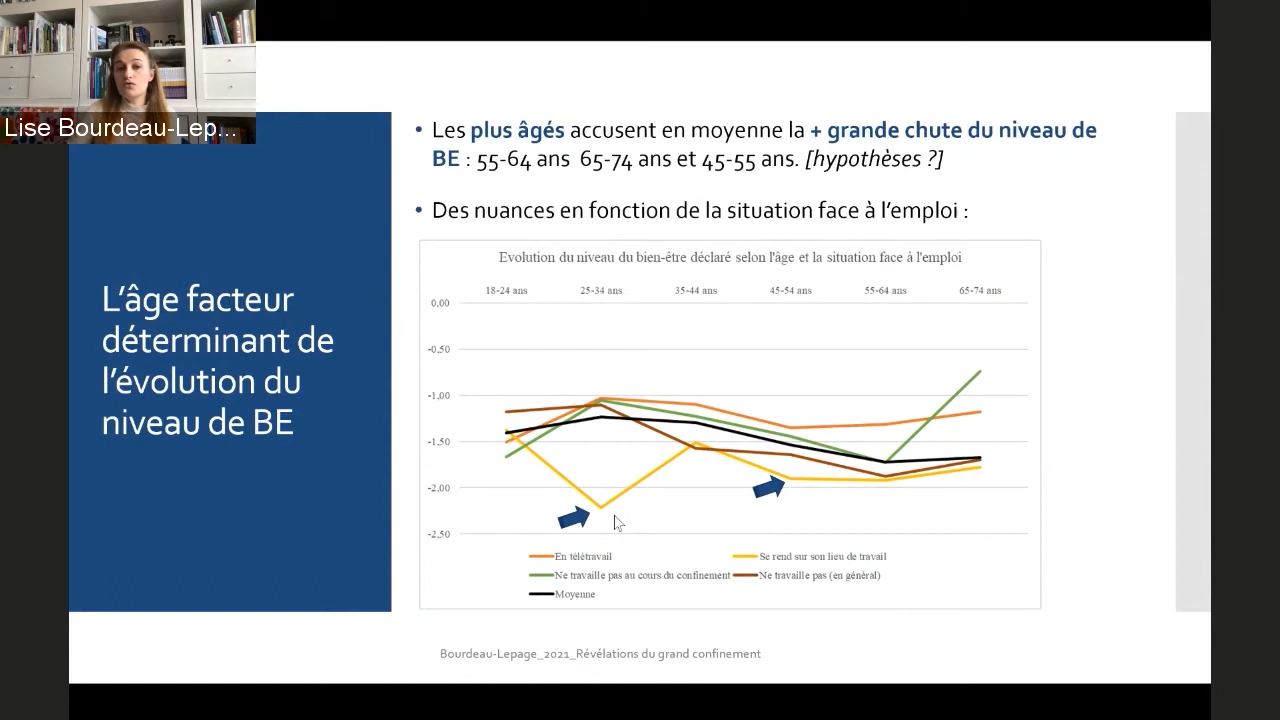 Lise Bourdeau-Lep...
• Les plus âgés accusent en moyenne la + grande chute du niveau de
BE : 55-64 ans 65-74 ans et 45-55 ans. [hypothèses ?]
• Des nuances en fonction de la situation face à l'emploi :
L'âge facteur
déterminant de
l'évolution du
niveau de BE
Evolution du niveau du bien-être déclaré selon l'âge et la situation face à l'emploi
18-24 ans 25-34 ans 35-44 ans 45-54 ans 55-64 ans 65-74 ans
0,00
-0,50
-1,00
-1,50
-2,00
-2,50
En télétravail Se rend sur son lieu de travail
Ne travaille pas au cours du confinement Ne travaille pas (en général)
Moyenne
Bourdeau-Lepage_2021_Révélations du grand confinement